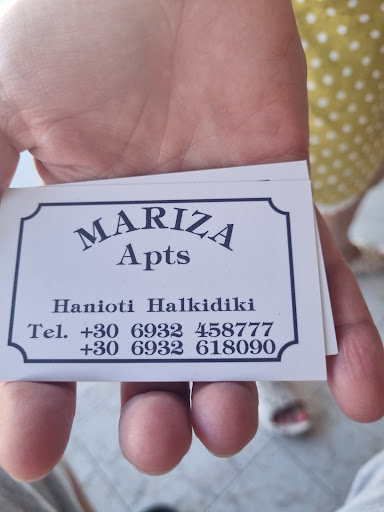 MARIZA
Apts
Hanioti Halkidiki
Tel. +30 6932 458777
+30 6932 618090